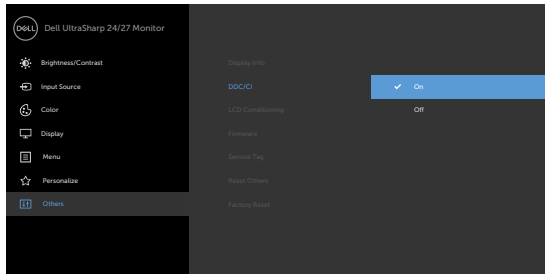 DELL Dell UltraSharp 24/27 Monitor
Brightness/Contrast
Input Source
Color
Display
Menu
Personalize
Others
Display Info
DDC/CI
LCD Conditioning
Firmware
Service Tag
Reset Others
Factory Reset
On
Off